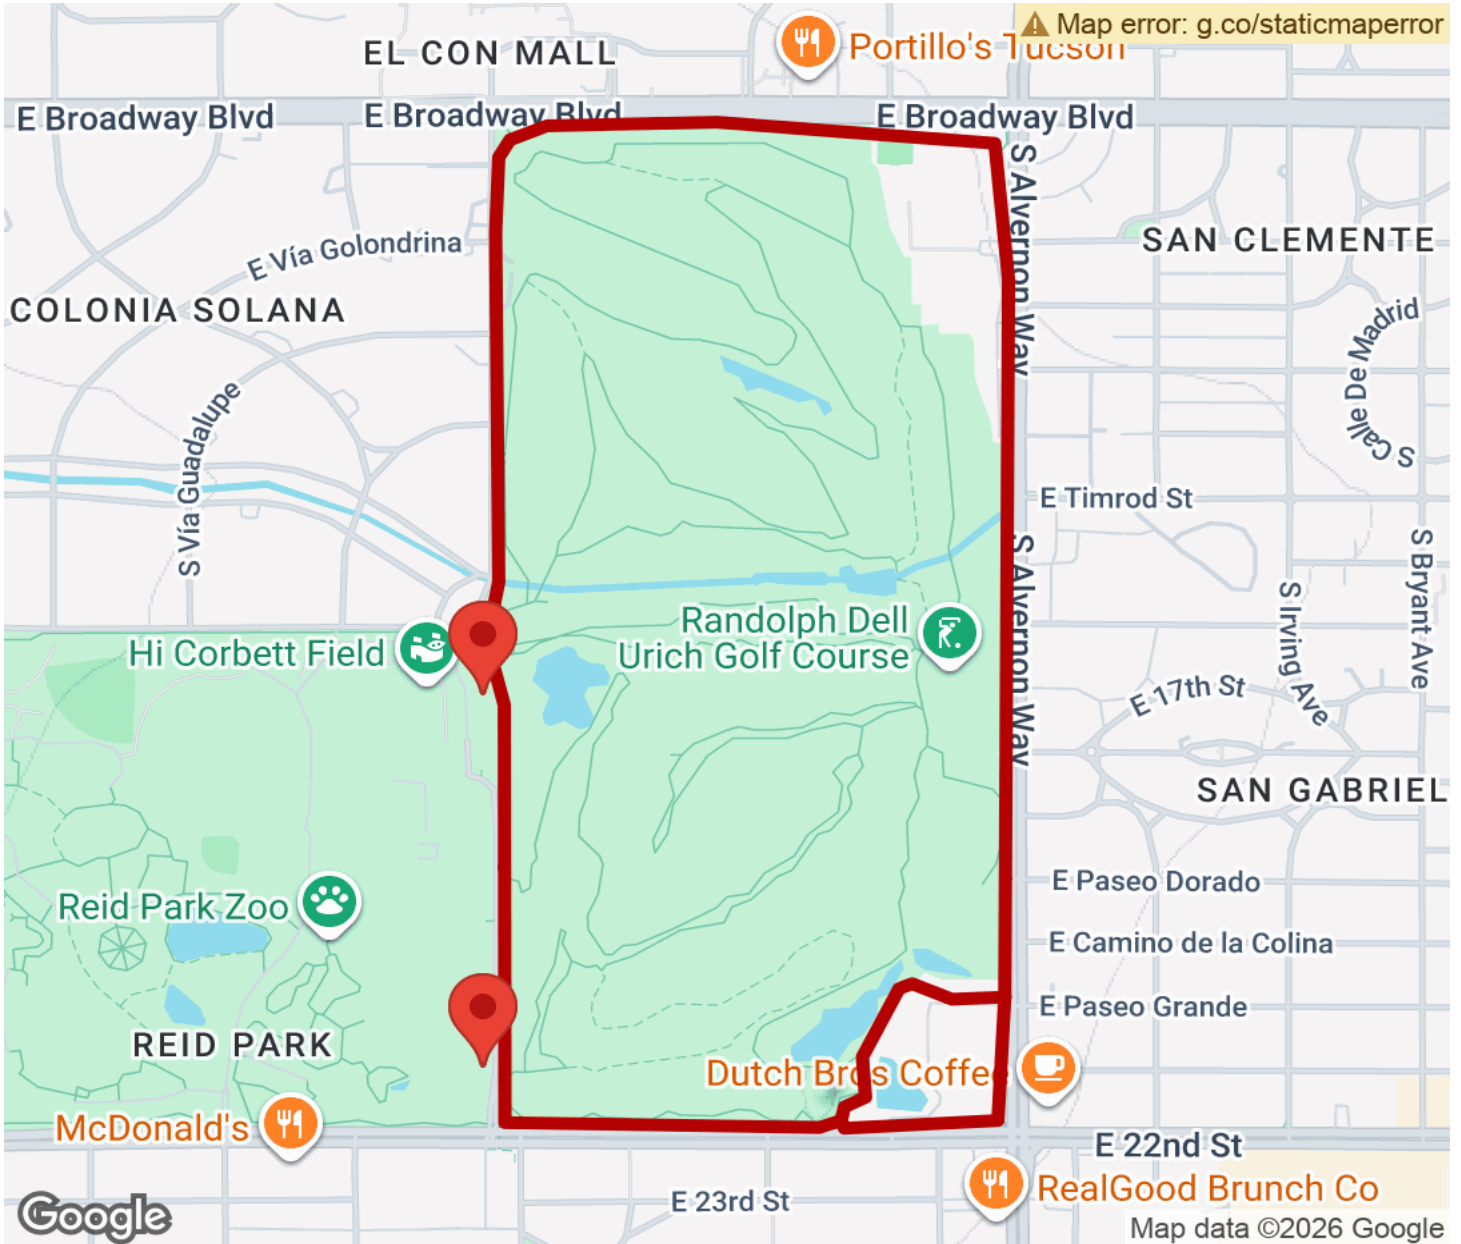 Map error: g.co/staticmaperror
EL CON MALL
Portillo's Tucson
E Broadway Blvd
E Broadway Blvd
E Broadway Blvd
S Alvernon Way
E Vía Golondrina
SAN CLEMENTE
COLONIA SOLANA
S Calle De Madrid
S Vía Guadalupe
E Timrod St
S Alvernon Way
S Bryant Ave
S Irving Ave
Hi Corbett Field
Randolph Dell
Urich Golf Course
E 17th St
SAN GABRIEL
E Paseo Dorado
Reid Park Zoo
E Camino de la Colina
E Paseo Grande
REID PARK
Dutch Bros Coffee
McDonald's
E 22nd St
E 23rd St
RealGood Brunch Co
Google
Map data ©2026 Google